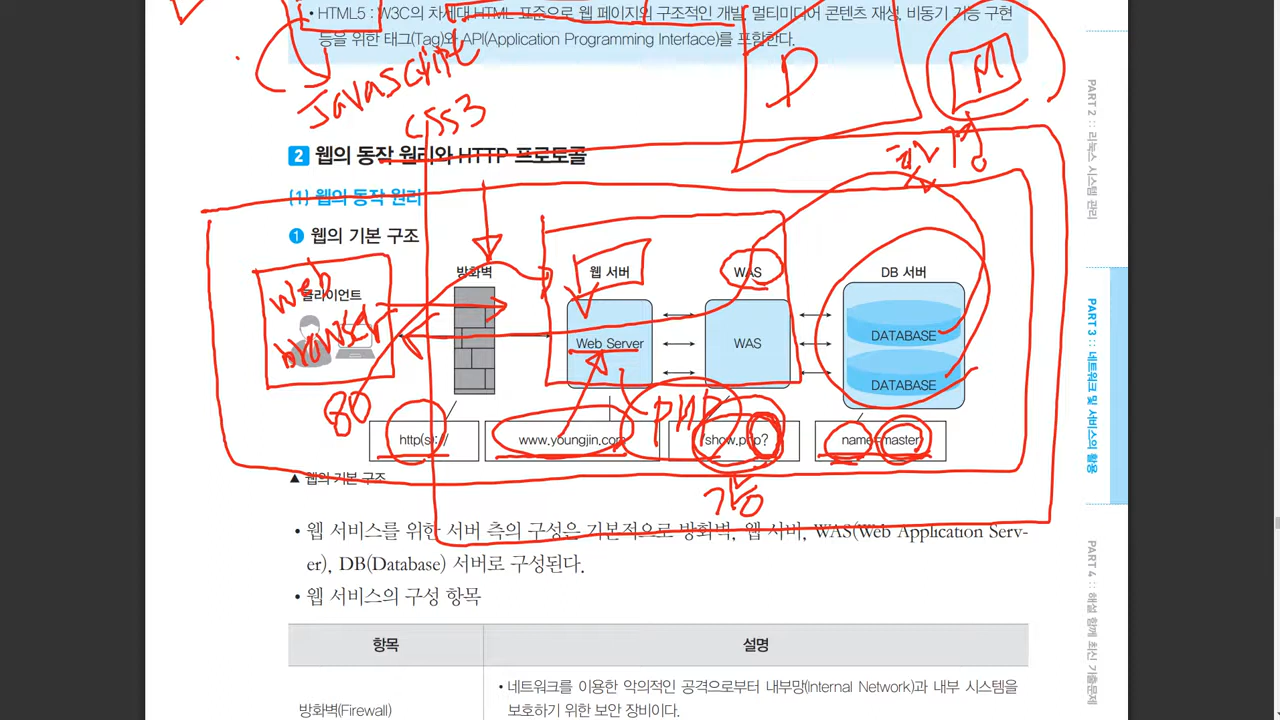 • HTML5 : W3C의 차세대 HTML 표준으로 웹 페이지의 구조적인 개발, 멀티미디어 콘텐츠 재생, 비동기 기능 구현
등을 위한 태그(Tag)와 API(Application Programming Interface)를 포함한다.
Javascript
CSS3
D
M
환경
2 웹의 동작 원리와 HTTP 프로토콜
(1) 웹의 동작 원리
❶ 웹의 기본 구조
클라이언트
방화벽
웹 서버
WAS
DB 서버
Web
browser
Web Server
WAS
DATABASE
DATABASE
80
PHP
http(s)://
www.youngjin.com
show.php?
name=master
기능
▲ 웹의 기본 구조
• 웹 서비스를 위한 서버 측의 구성은 기본적으로 방화벽, 웹 서버, WAS(Web Application Serv-
er), DB(Database) 서버로 구성된다.
• 웹 서비스의 구성 항목
항목
설명
방화벽(Firewall)
• 네트워크를 이용한 악의적인 공격으로부터 내부망(Internal Network)과 내부 시스템을
보호하기 위한 보안 장비이다.
PART 2 :: 리눅스 시스템 관리
PART 3 :: 네트워크 및 서비스의 활용
PART 4 :: 해설 함께 최신 기출문제